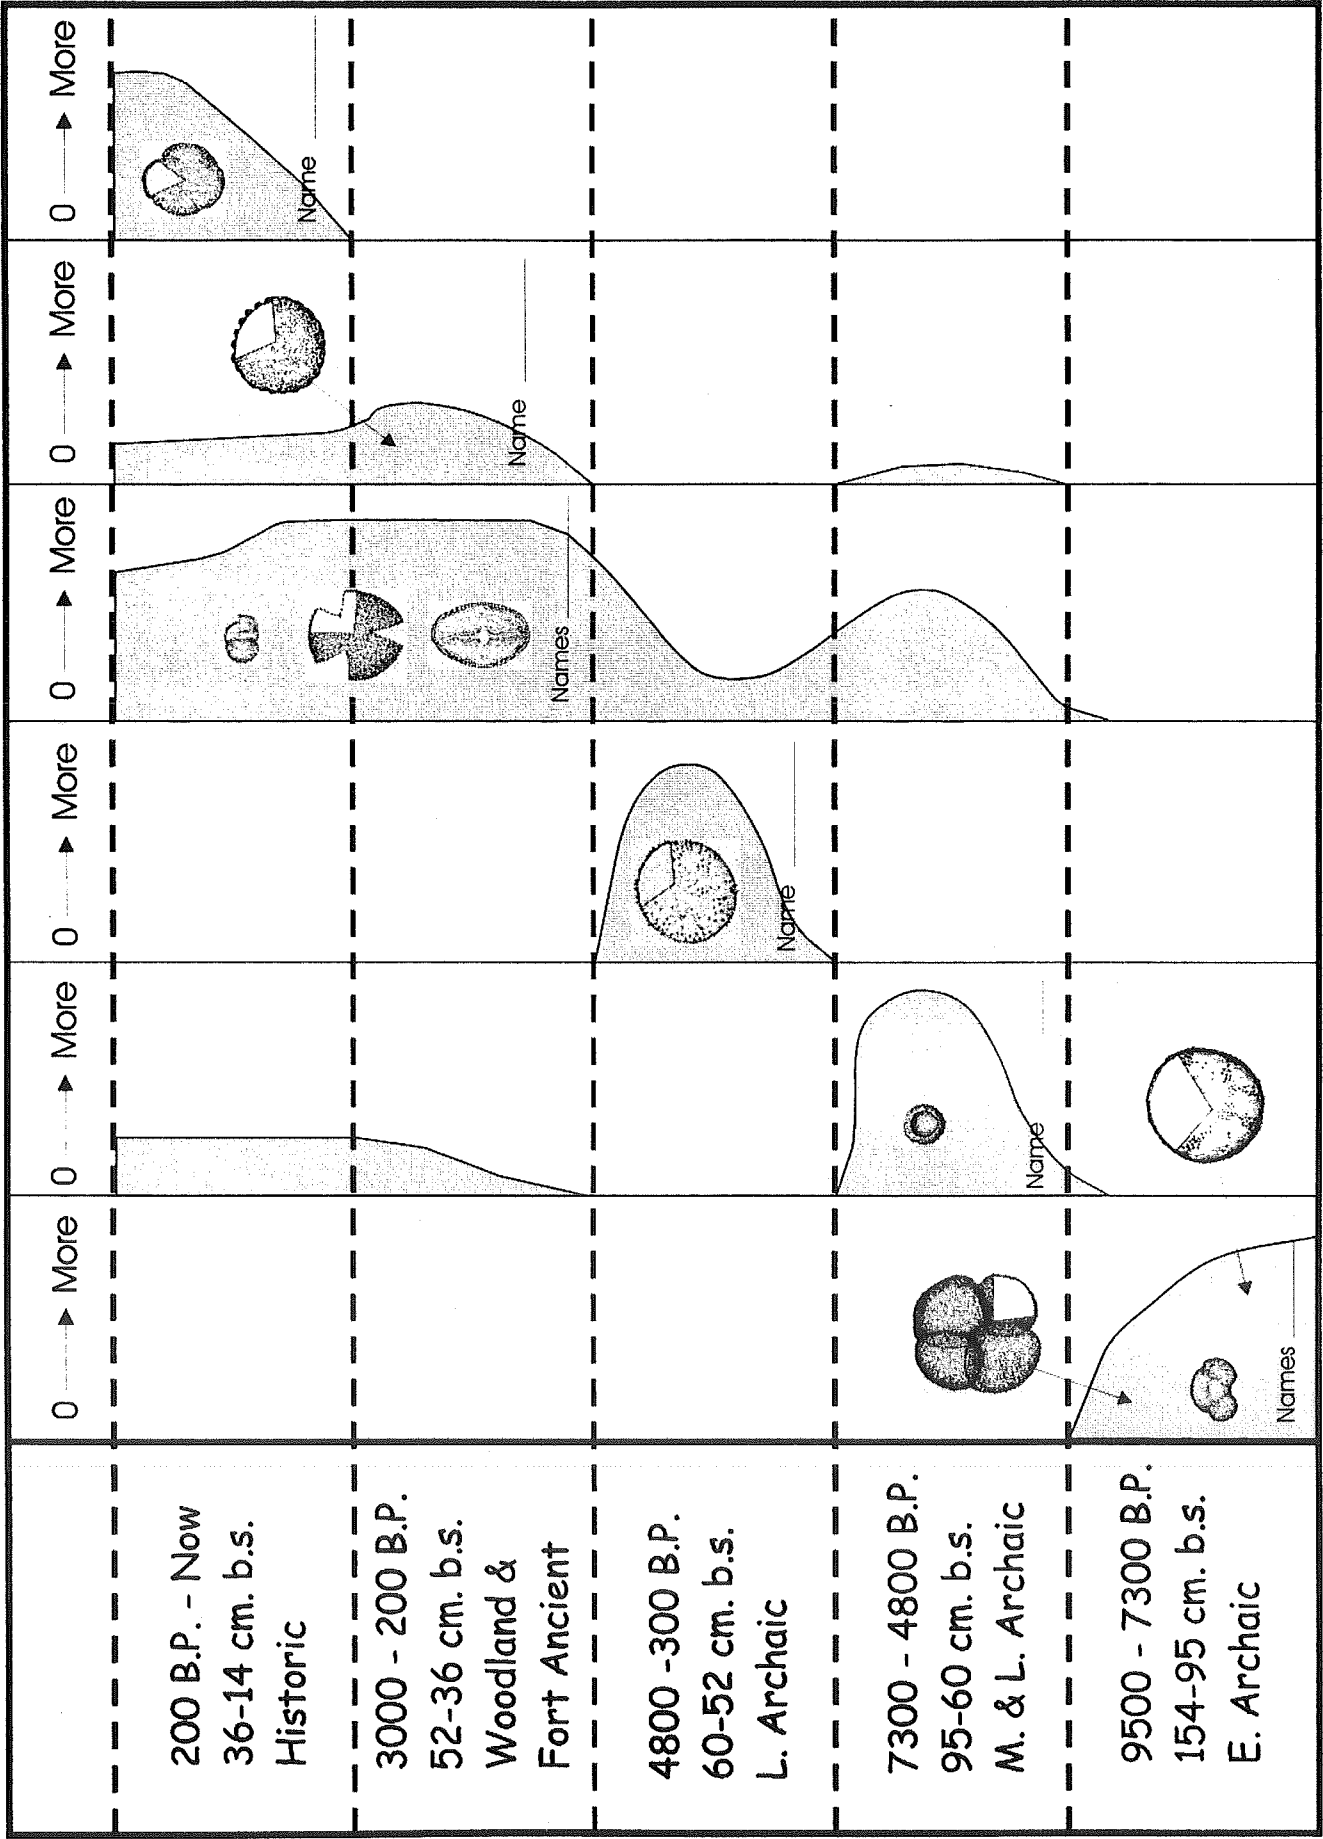 0 → More
0 → More
0 → More
0 → More
0 → More
0 → More
200 B.P. - Now
36-14 cm. b.s.
Historic
Name
3000 - 200 B.P.
52-36 cm. b.s.
Woodland &
Fort Ancient
Names
Name
4800 -300 B.P.
60-52 cm. b.s.
L. Archaic
Name
7300 - 4800 B.P.
95-60 cm. b.s.
M. & L. Archaic
Name
9500 - 7300 B.P.
154-95 cm. b.s.
E. Archaic
Names